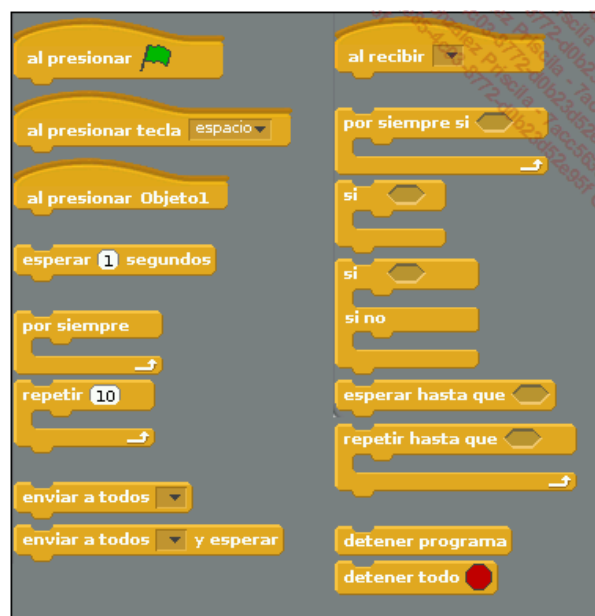 al presionar
al presionar tecla espacio
al presionar Objeto1
esperar 1 segundos
por siempre
repetir 10
enviar a todos
enviar a todos y esperar
al recibir
por siempre si
si
si
si no
esperar hasta que
repetir hasta que
detener programa
detener todo